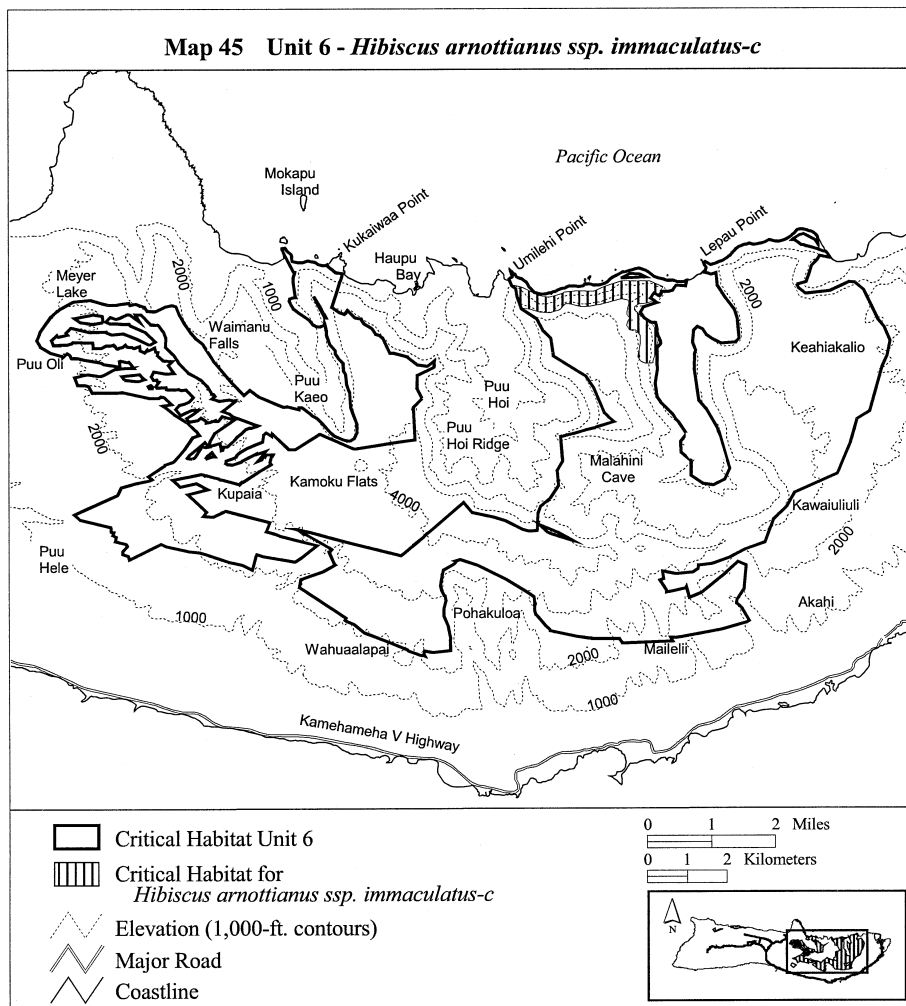 Map 45 Unit 6 - Hibiscus arnottianus ssp. immaculatus-c
Pacific Ocean
Mokapu
Island
Kukaiwaa Point
Haupu
Bay
Umilehi Point
Lepau Point
Meyer
Lake
2000
1000
2000
Waimanu
Falls
Keahiakalio
Puu Oli
Puu
Kaeo
Puu
Hoi
Puu
Hoi Ridge
2000
Malahini
Cave
Kupaia
Kamoku Flats
4000
Kawaiuliuli
2000
Puu
Hele
1000
Pohakuloa
Akahi
Wahuaalapai
2000
Mailelii
1000
Kamehameha V Highway
Critical Habitat Unit 6
Critical Habitat for
Hibiscus arnottianus ssp. immaculatus-c
Elevation (1,000-ft. contours)
Major Road
Coastline
0 1 2 Miles
0 1 2 Kilometers
N